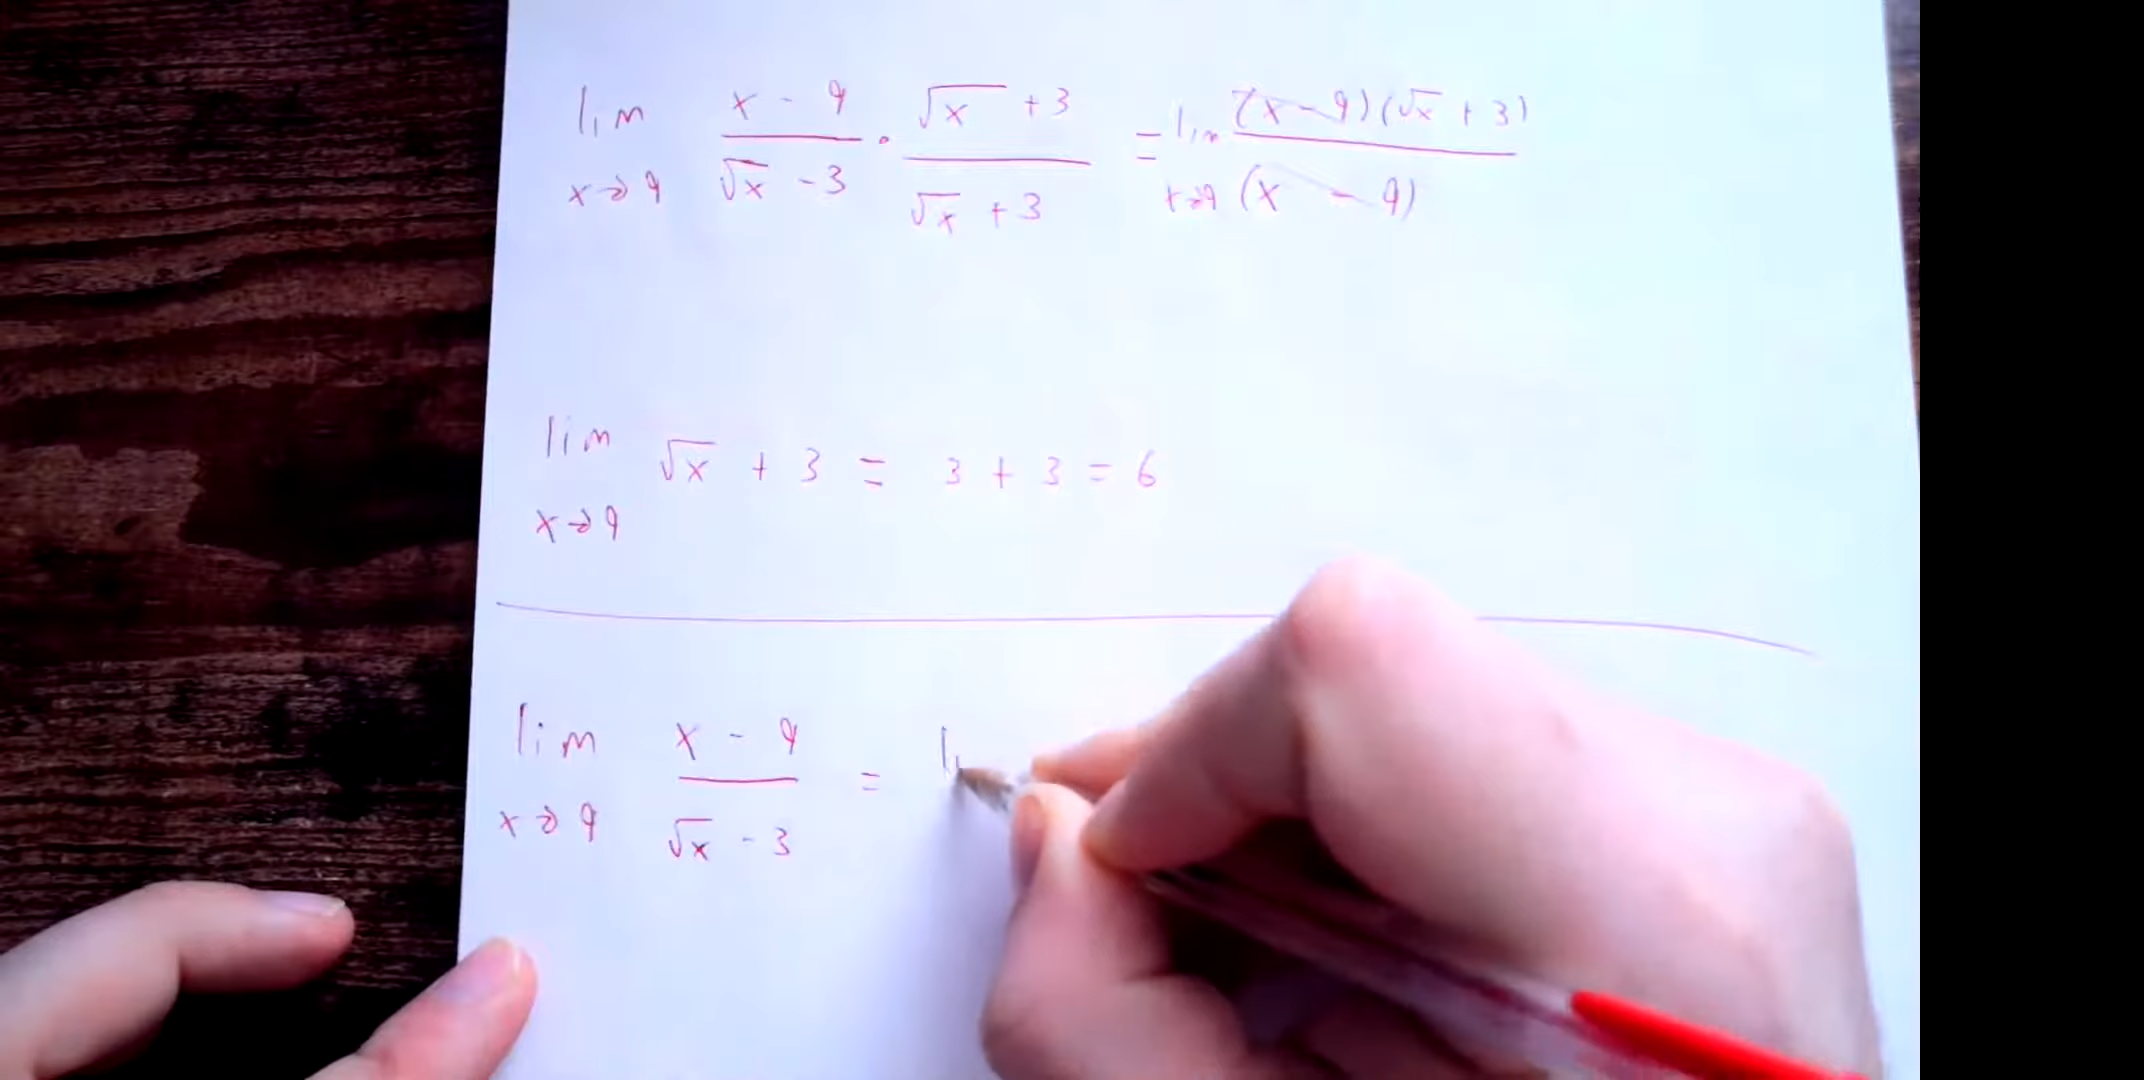 lim x→9 x - 9 / √x - 3 · √x + 3 / √x + 3 = lim x→9 (x - 9)(√x + 3) / (x - 9)
lim x→9 √x + 3 = 3 + 3 = 6
lim x→9 x - 9 / √x - 3 = li